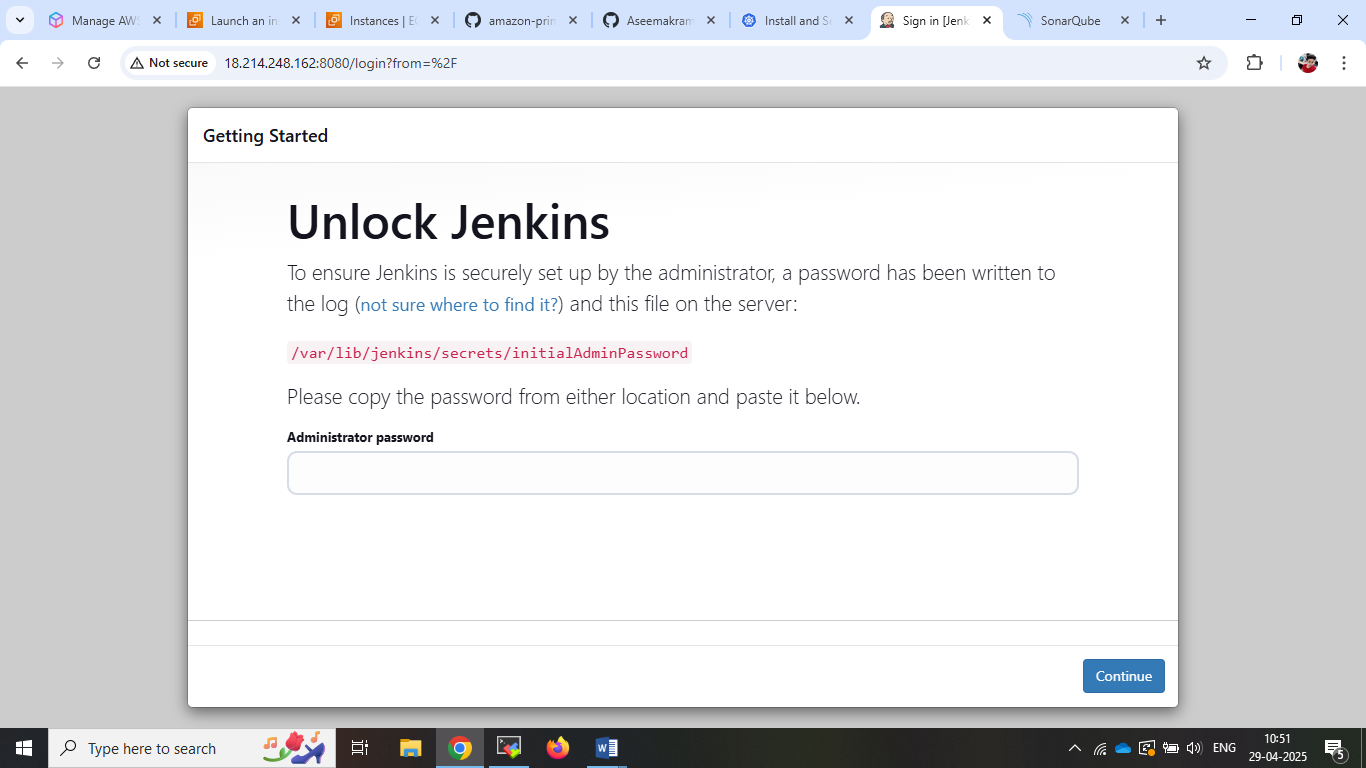 Manage AWS
Launch an in
Instances | EC
amazon-prim
Aseemakram
Install and Se
Sign in [Jenk
SonarQube
Not secure
18.214.248.162:8080/login?from=%2F
Getting Started
Unlock Jenkins
To ensure Jenkins is securely set up by the administrator, a password has been written to
the log (not sure where to find it?) and this file on the server:
/var/lib/jenkins/secrets/initialAdminPassword
Please copy the password from either location and paste it below.
Administrator password
Continue
Type here to search
ENG
10:51
29-04-2025
5